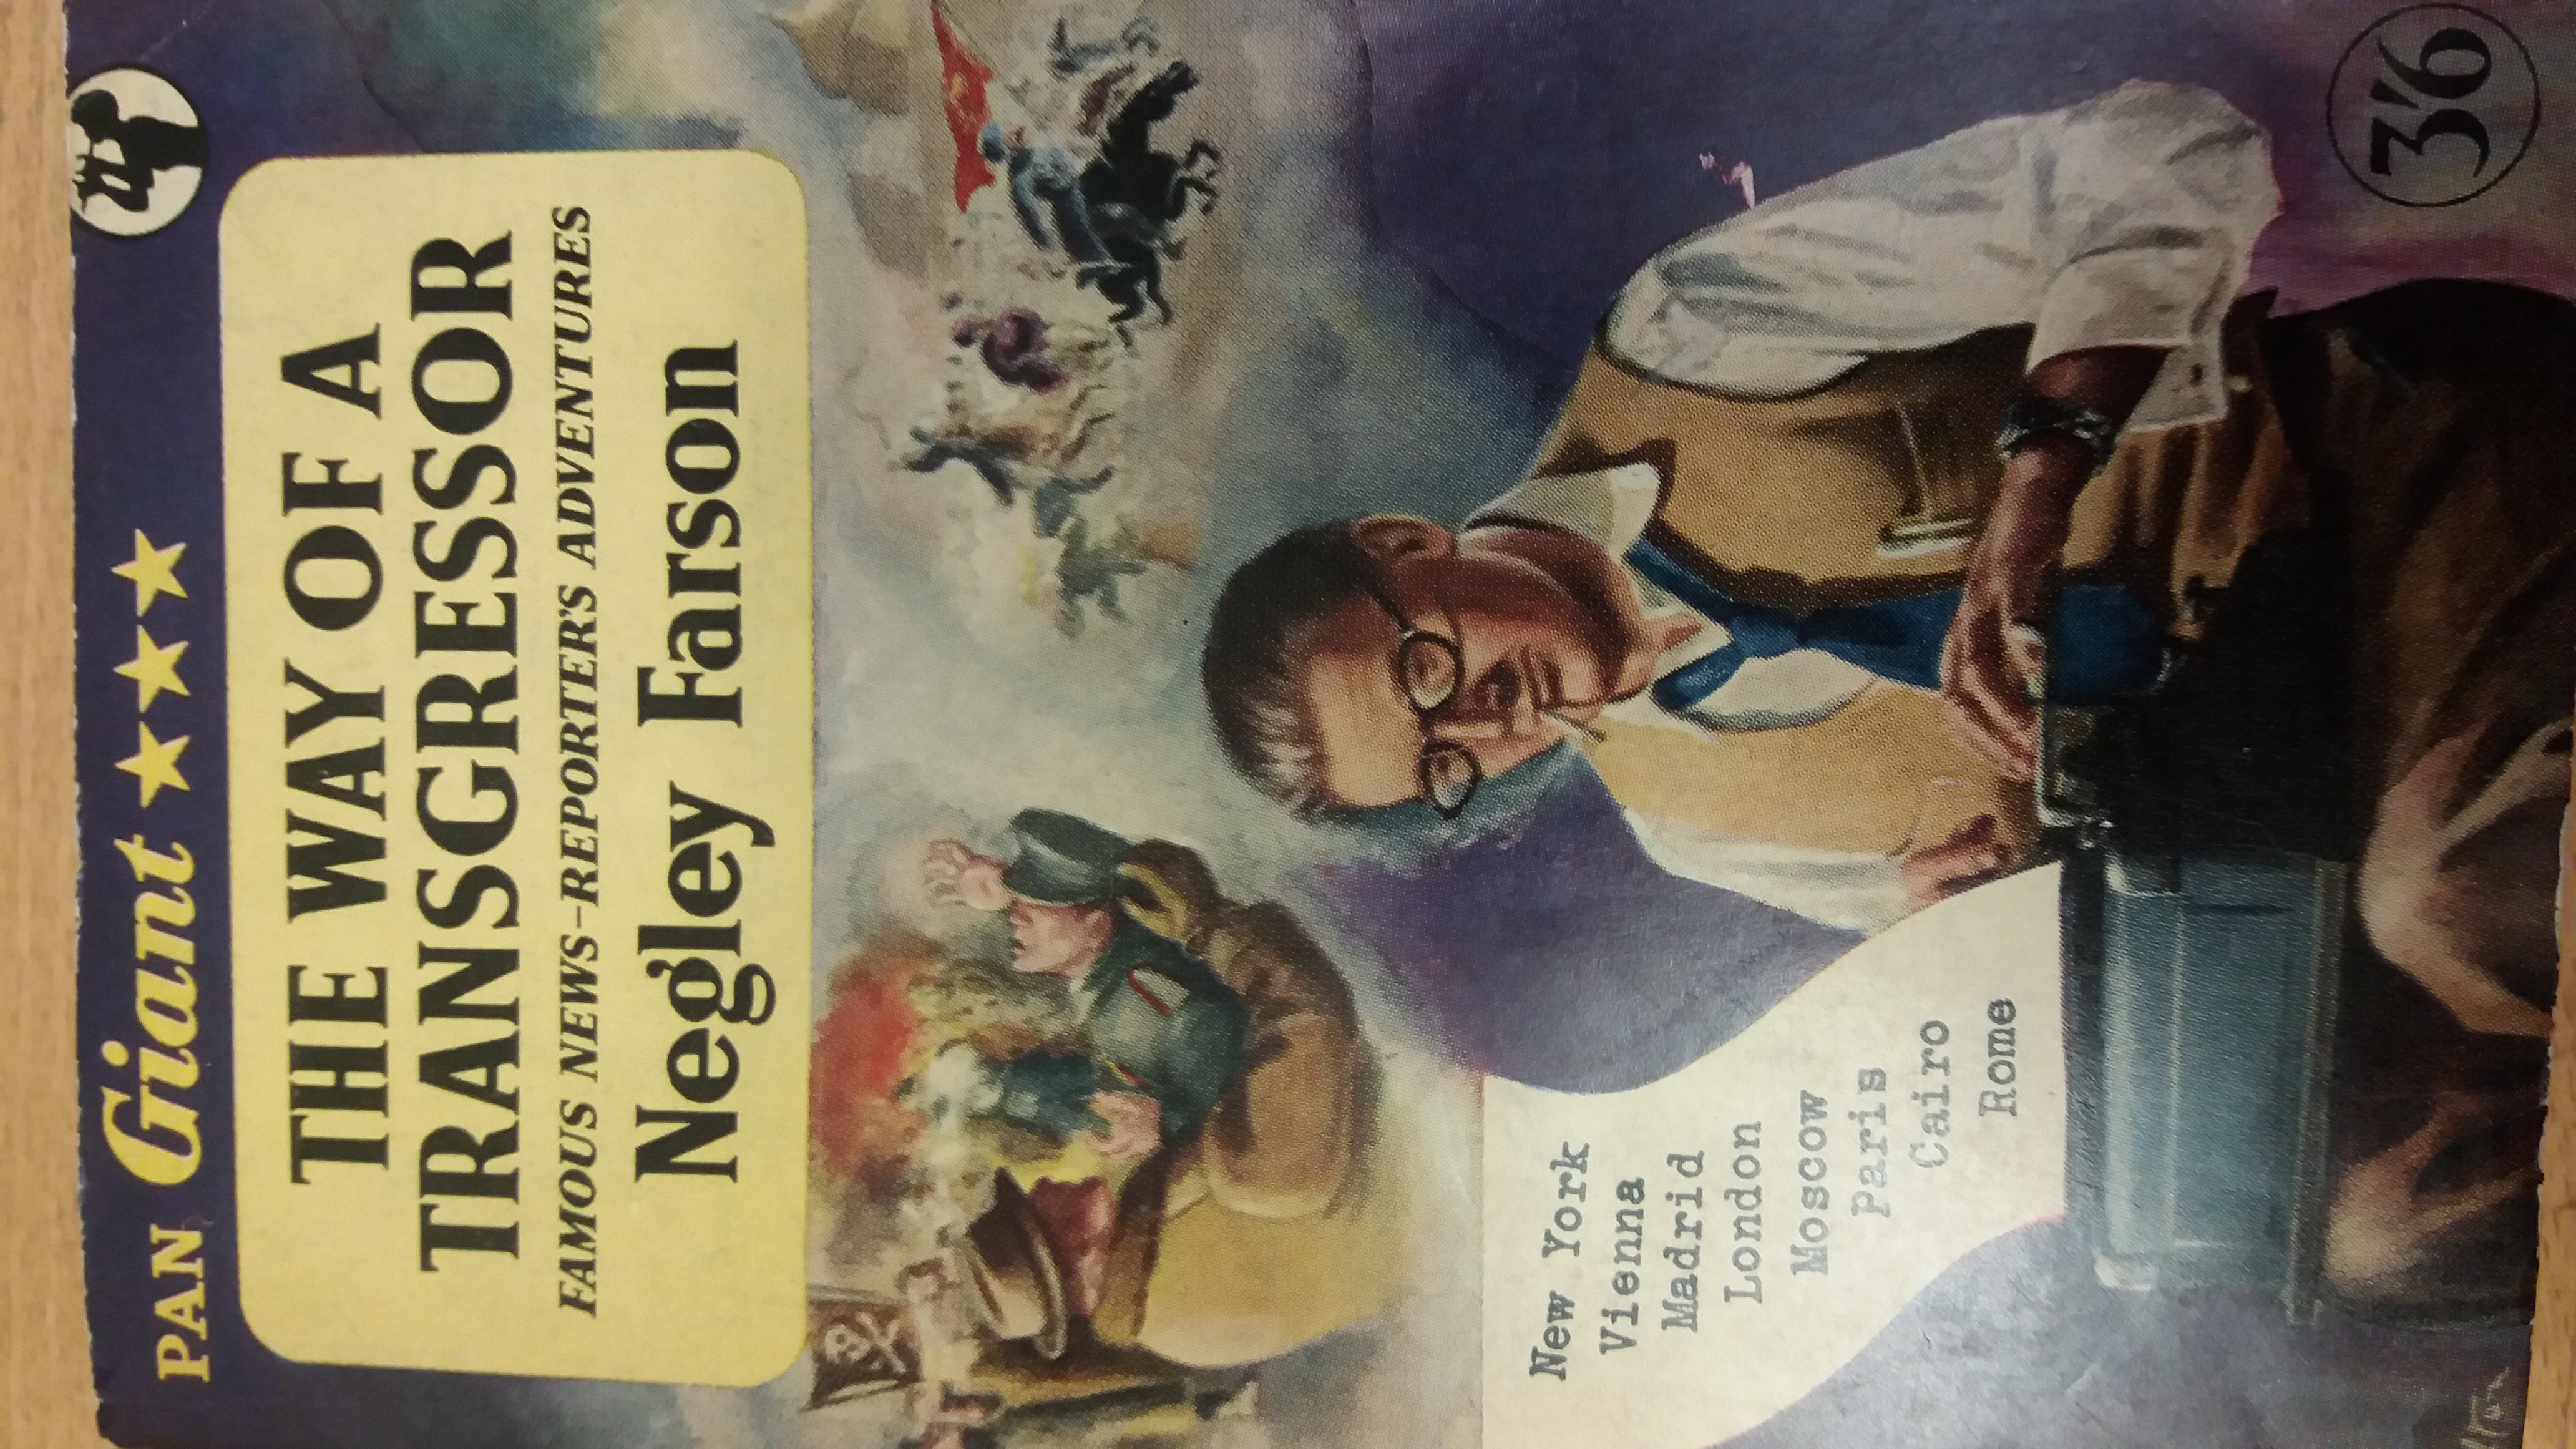 PAN Giant
THE WAY OF A
TRANSGRESSOR
FAMOUS NEWS-REPORTER'S ADVENTURES
Negley Farson
New York
Vienna
Madrid
London
Moscow
Paris
Cairo
Rome
3'6